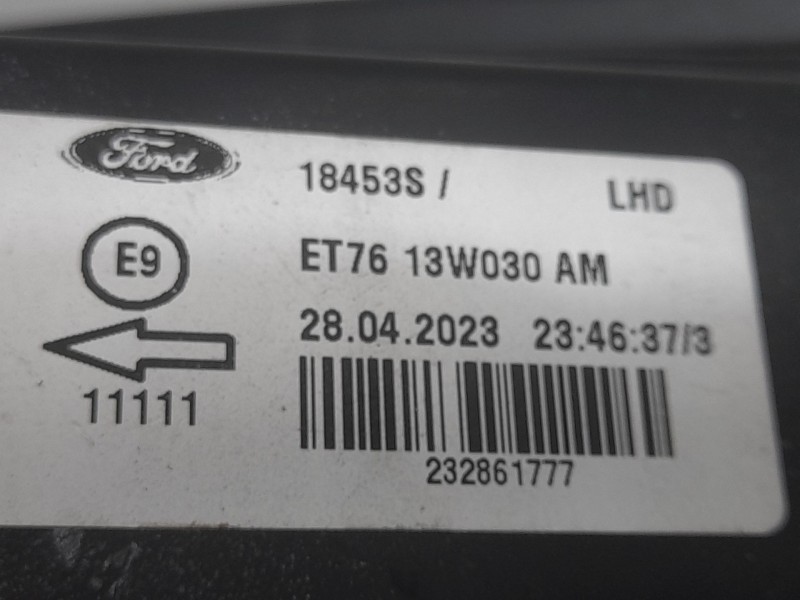 Ford
18453S / LHD
E9
ET76 13W030 AM
28.04.2023 23:46:37/3
11111
232861777